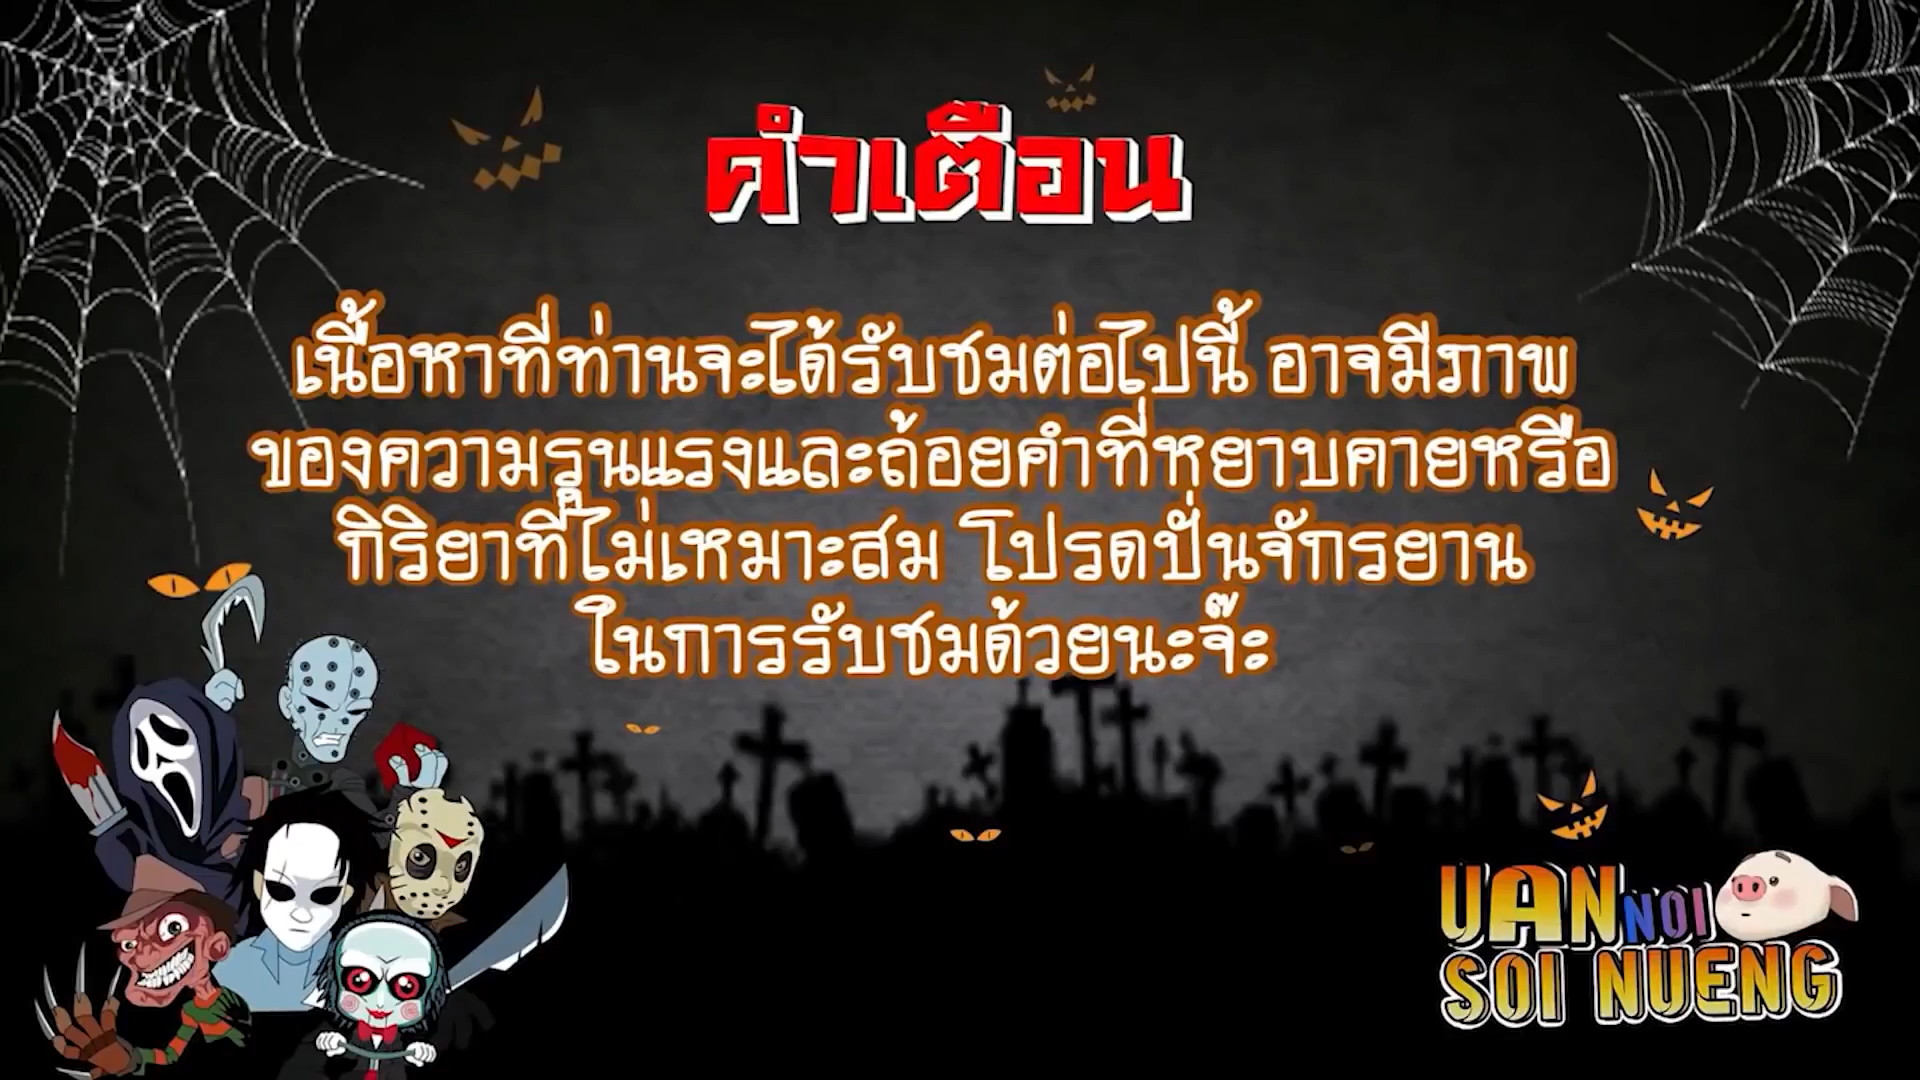 คำเตือน
เนื้อหาที่ท่านจะได้รับชมต่อไปนี้ อาจมีภาพ
ของความรุนแรงและถ้อยคำที่หยาบคายหรือ
กิริยาที่ไม่เหมาะสม โปรดปั่นจักรยาน
ในการรับชมด้วยนะจ๊ะ
UAN NOI
SOI NUENG